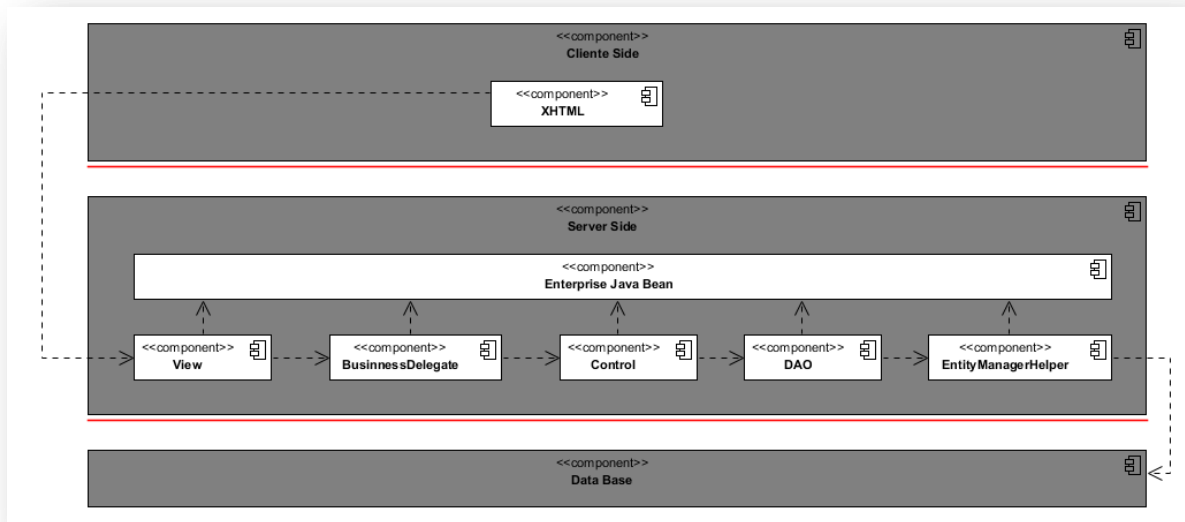 <<component>>
Cliente Side
<<component>>
XHTML
<<component>>
Server Side
<<component>>
Enterprise Java Bean
<<component>>
View
<<component>>
BusinnessDelegate
<<component>>
Control
<<component>>
DAO
<<component>>
EntityManagerHelper
<<component>>
Data Base